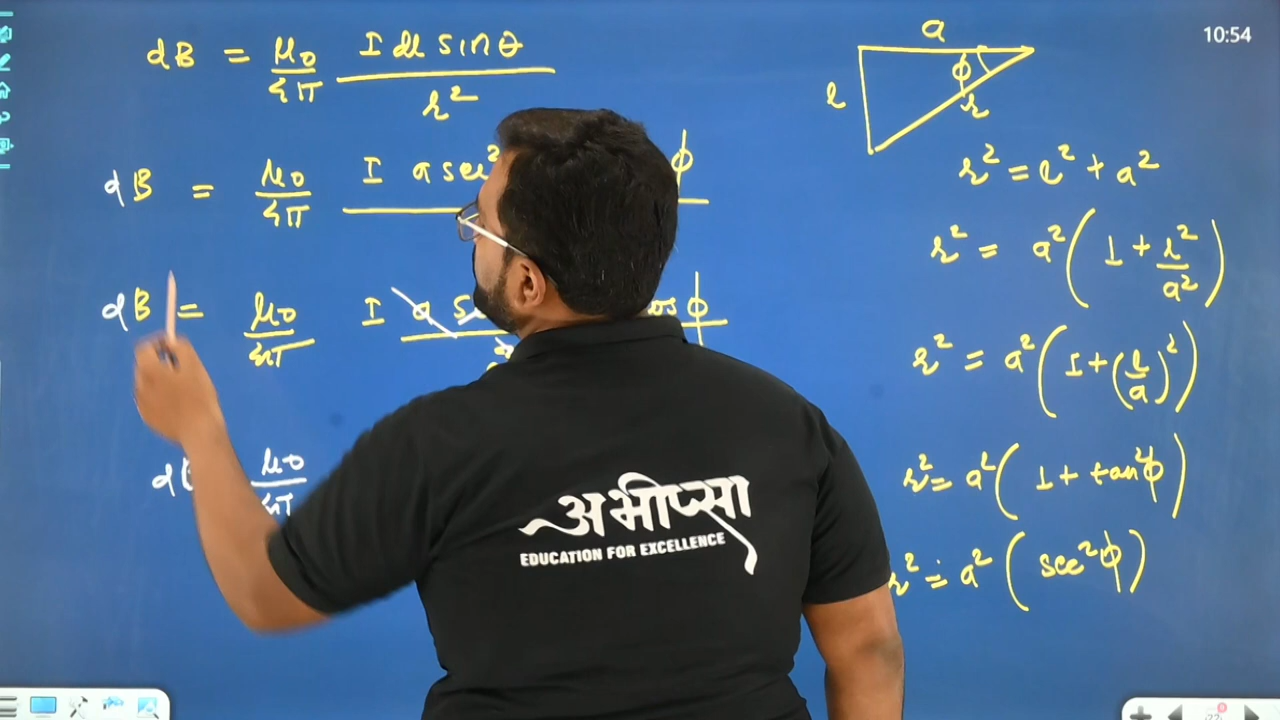 dB = μ0/4π I dl sinθ / r²
dB = μ0/4π I a sec² ϕ
dB = μ0/4π I a cos ϕ
μ0/4π
a
ϕ
l
r
10:54
r² = l² + a²
r² = a² ( 1 + r²/a² )
r² = a² ( 1 + (l/a)² )
r² = a² ( 1 + tan²ϕ )
r² = a² ( sec²ϕ )
अभीप्सा
EDUCATION FOR EXCELLENCE